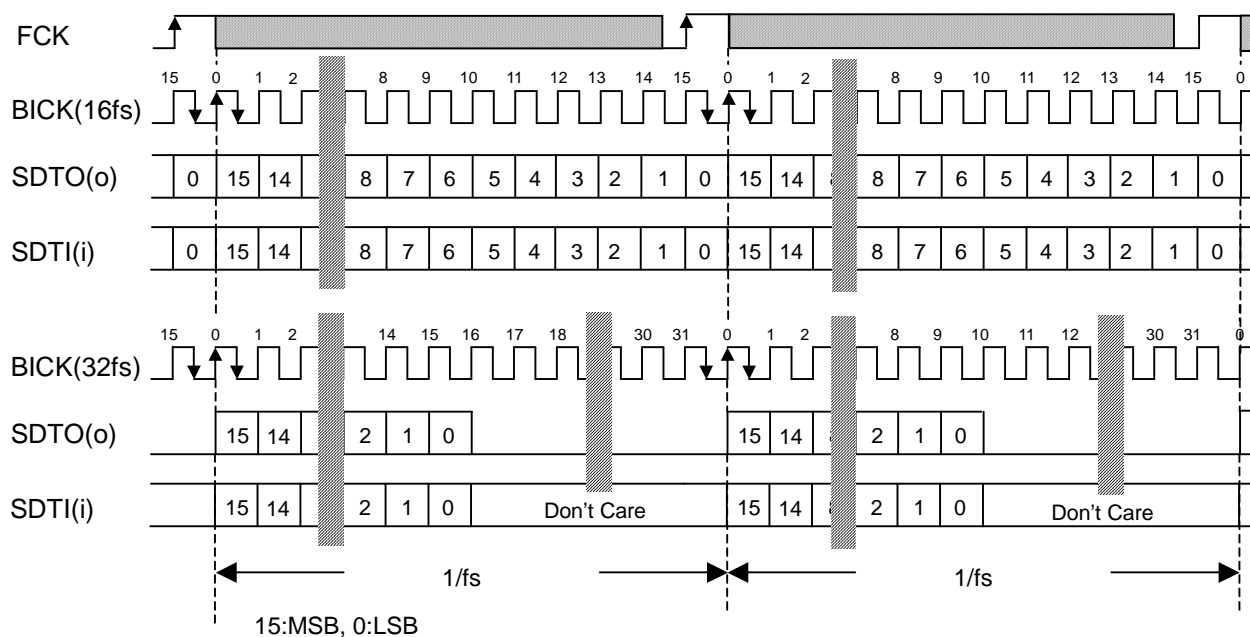 FCK
15 0 1 2 8 9 10 11 12 13 14 15 0 1 2 8 9 10 11 12 13 14 15 0
BICK(16fs)
SDTO(o) 0 15 14 8 7 6 5 4 3 2 1 0 15 14 8 8 7 6 5 4 3 2 1 0
SDTI(i) 0 15 14 8 7 6 5 4 3 2 1 0 15 14 8 8 7 6 5 4 3 2 1 0
15 0 1 2 14 15 16 17 18 30 31 0 1 2 8 9 10 11 12 30 31 0
BICK(32fs)
SDTO(o) 15 14 2 1 0 15 14 8 2 1 0
SDTI(i) 15 14 2 1 0 Don't Care 15 14 8 2 1 0 Don't Care
1/fs 1/fs
15:MSB, 0:LSB